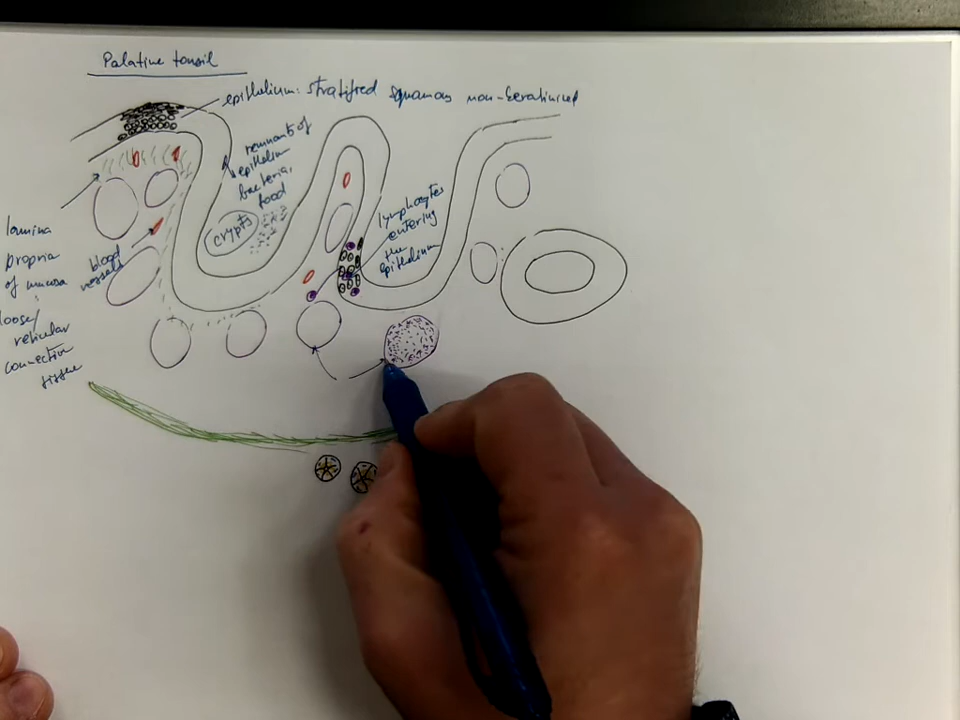 Palatine tonsil
epithelium: stratified squamous non-keratinized
remnants of
epithelium
bacteria,
food
crypts
lymphocytes
entering
the
epithelium
blood
vessels
lamina
propria
of mucosa
loose/
reticular
connective
tissue